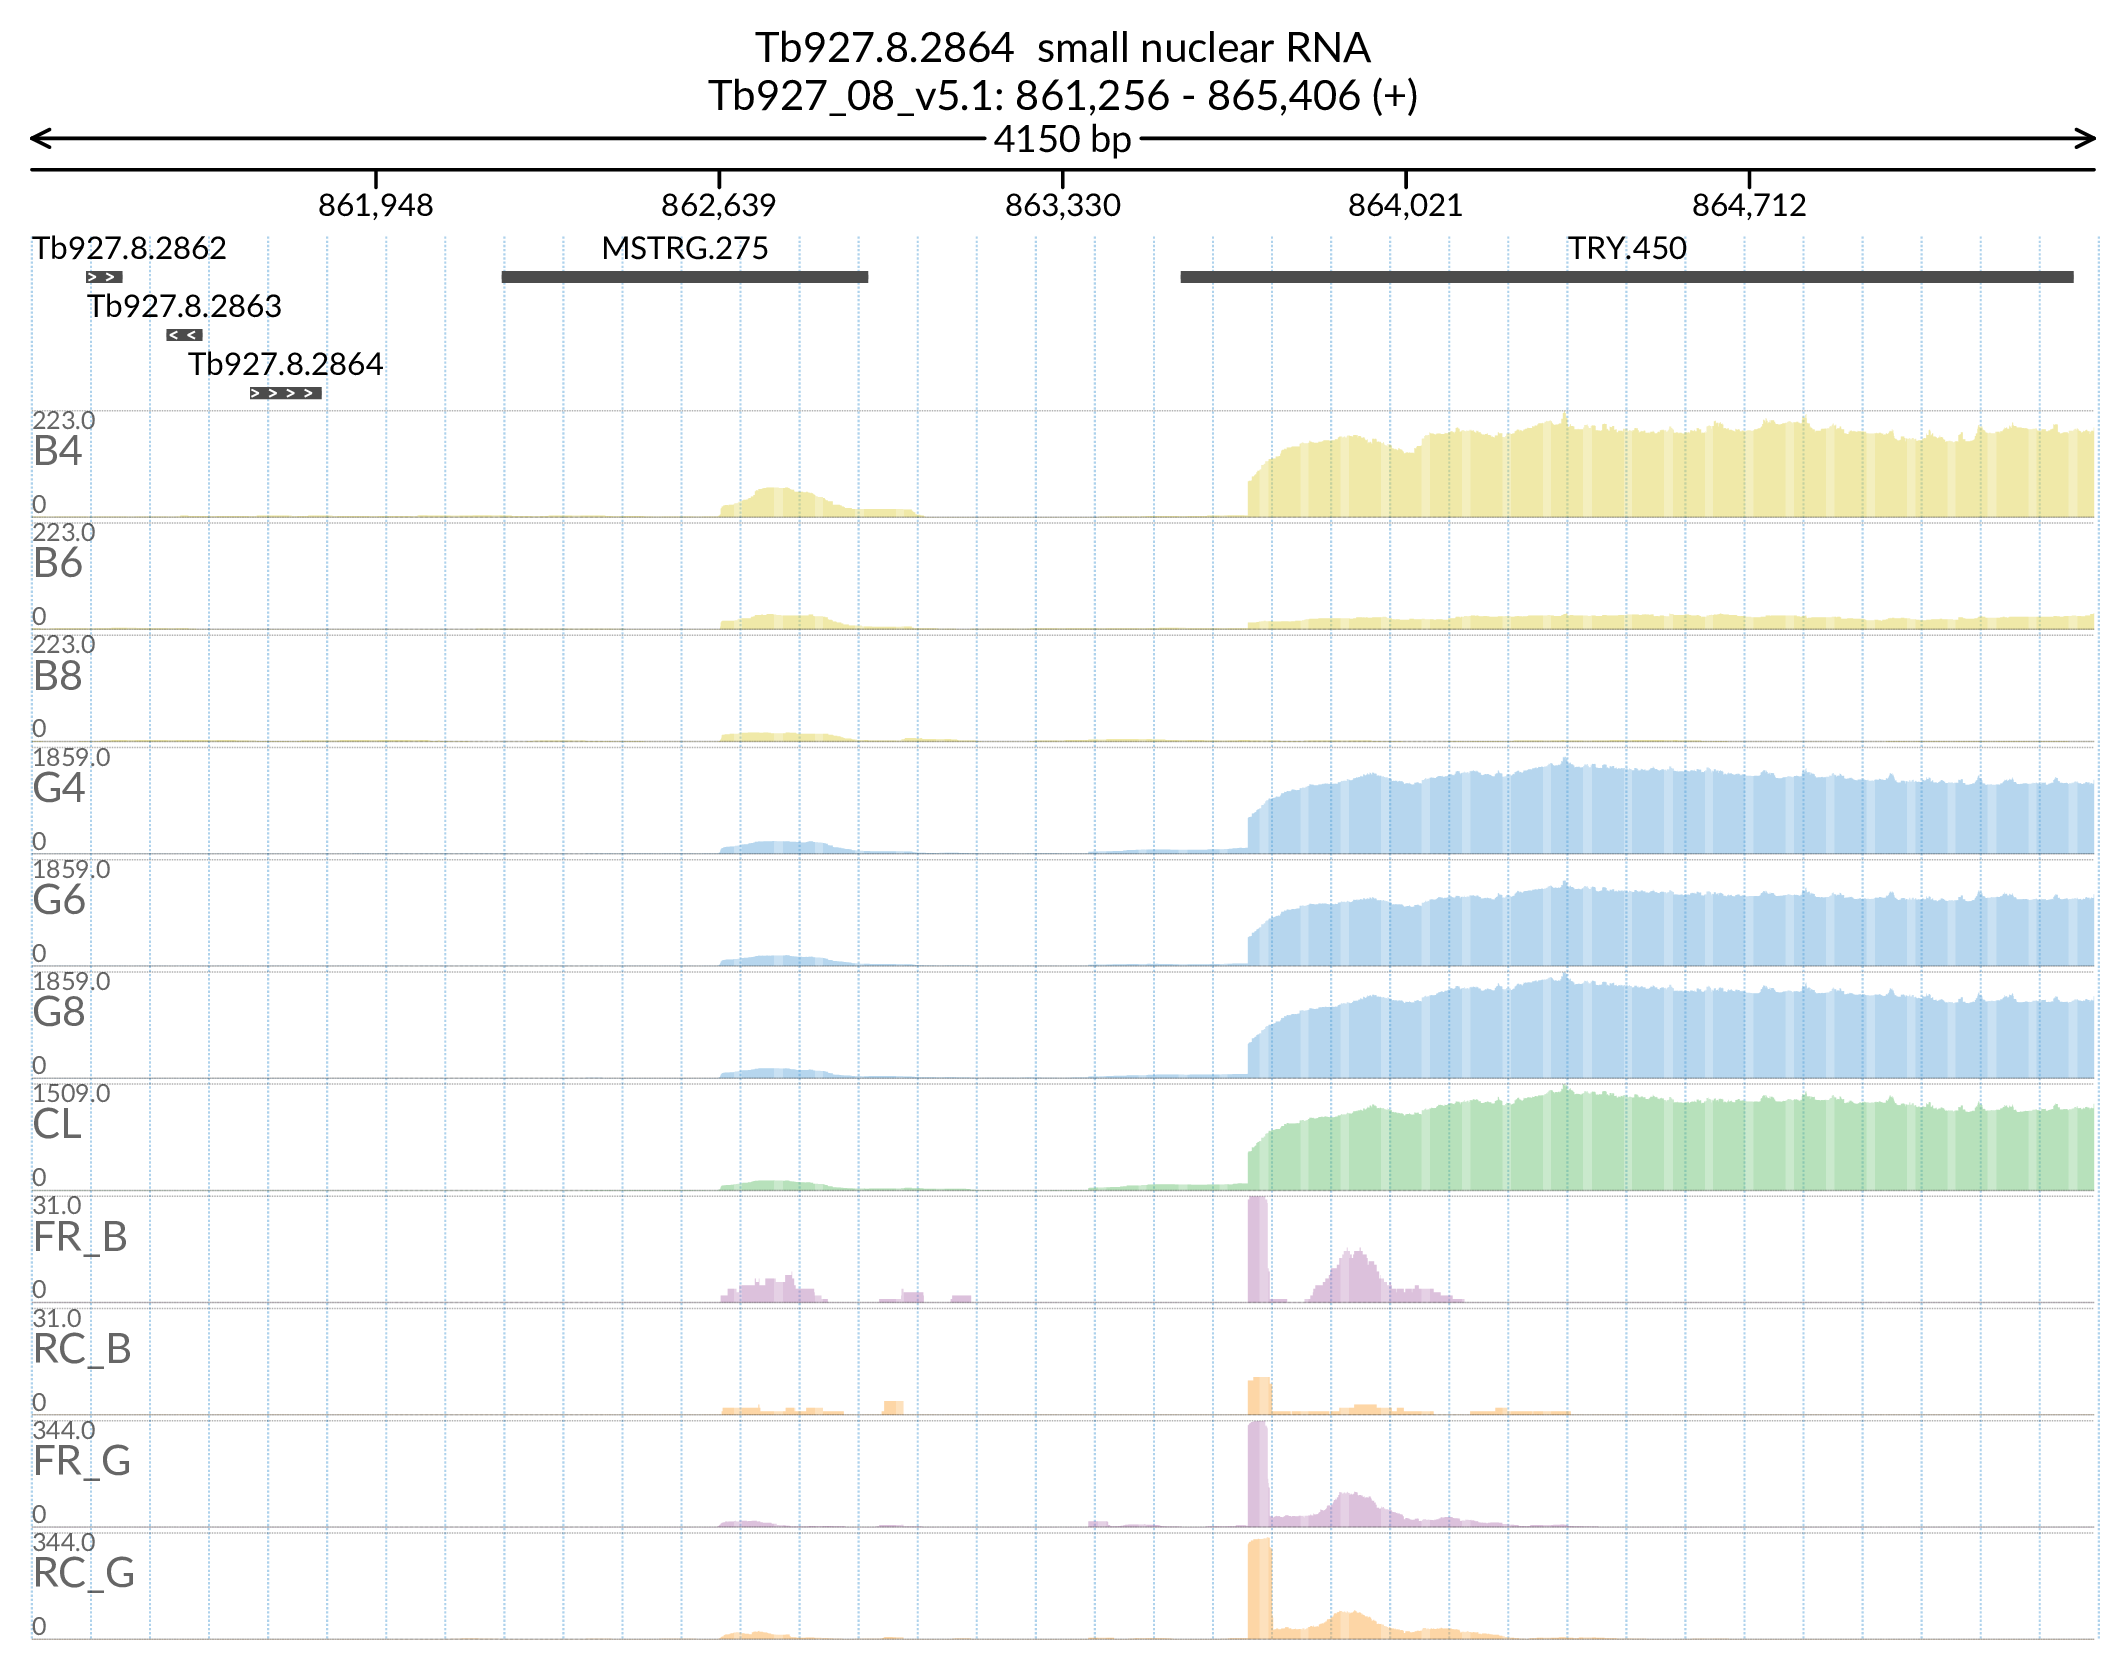 Tb927.8.2864  small nuclear RNA
Tb927_08_v5.1: 861,256 - 865,406 (+)
4150 bp
861,948 862,639 863,330 864,021 864,712
Tb927.8.2862 MSTRG.275 TRY.450
Tb927.8.2863
Tb927.8.2864
223.0
B4
0
223.0
B6
0
223.0
B8
0
1859.0
G4
0
1859.0
G6
0
1859.0
G8
0
1509.0
CL
0
31.0
FR_B
0
31.0
RC_B
0
344.0
FR_G
0
344.0
RC_G
0